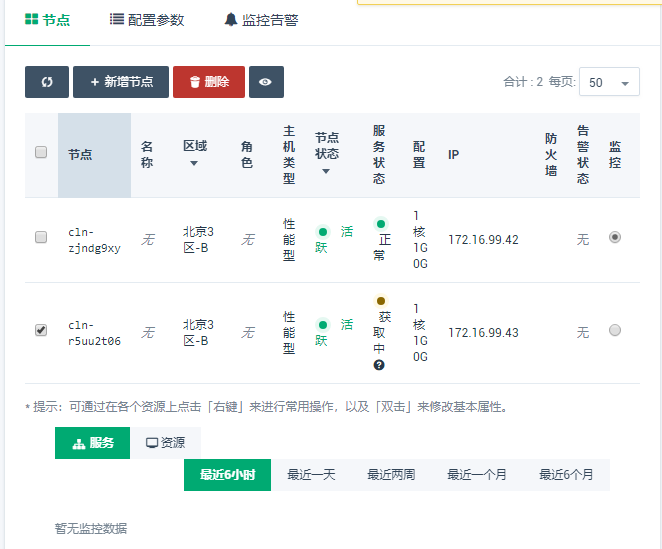 节点 配置参数 监控告警
+ 新增节点 删除 合计 : 2 每页: 50
节点 名称 区域 角色 主机类型 节点状态 服务状态 配置 IP 防火墙 告警状态 监控
cln-zjndg9xy 无 北京3区-B 无 性能型 活跃 正常 1核1G0G 172.16.99.42 无
cln-r5uu2t06 无 北京3区-B 无 性能型 活跃 获取中 1核1G0G 172.16.99.43 无
* 提示：可通过在各个资源上点击「右键」来进行常用操作，以及「双击」来修改基本属性。
服务 资源
最近6小时 最近一天 最近两周 最近一个月 最近6个月
暂无监控数据